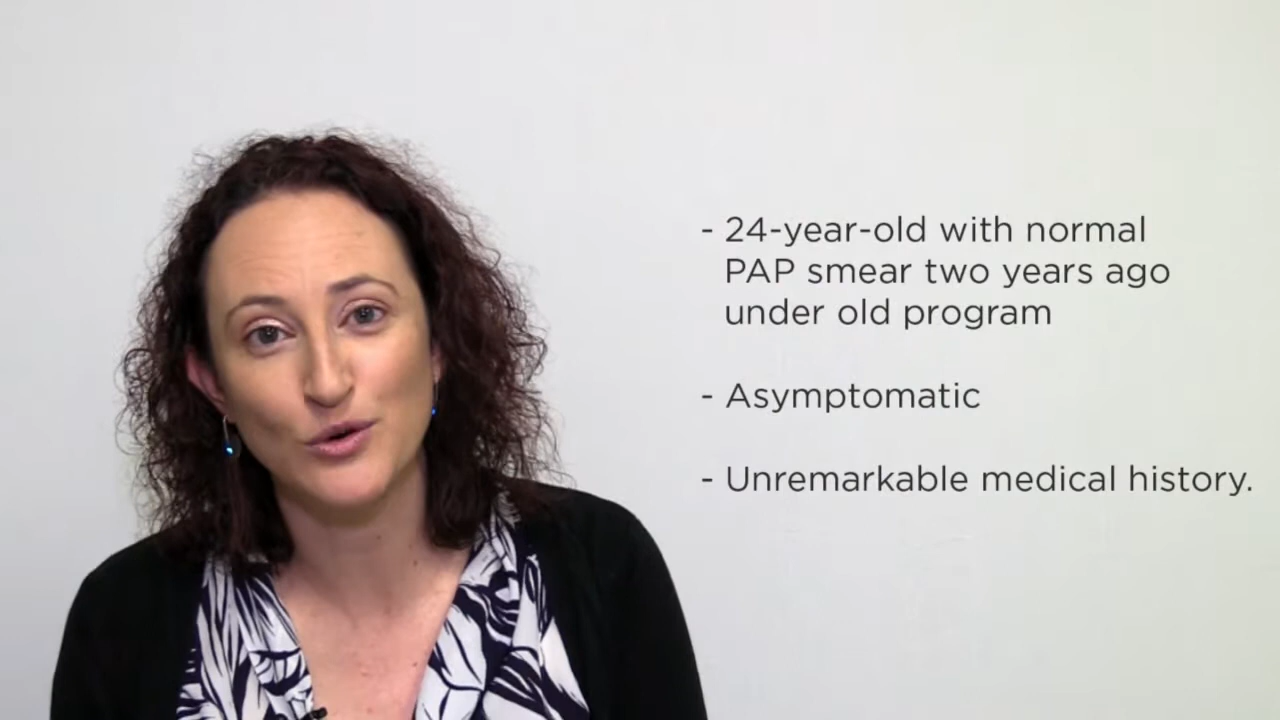 - 24-year-old with normal
PAP smear two years ago
under old program
- Asymptomatic
- Unremarkable medical history.